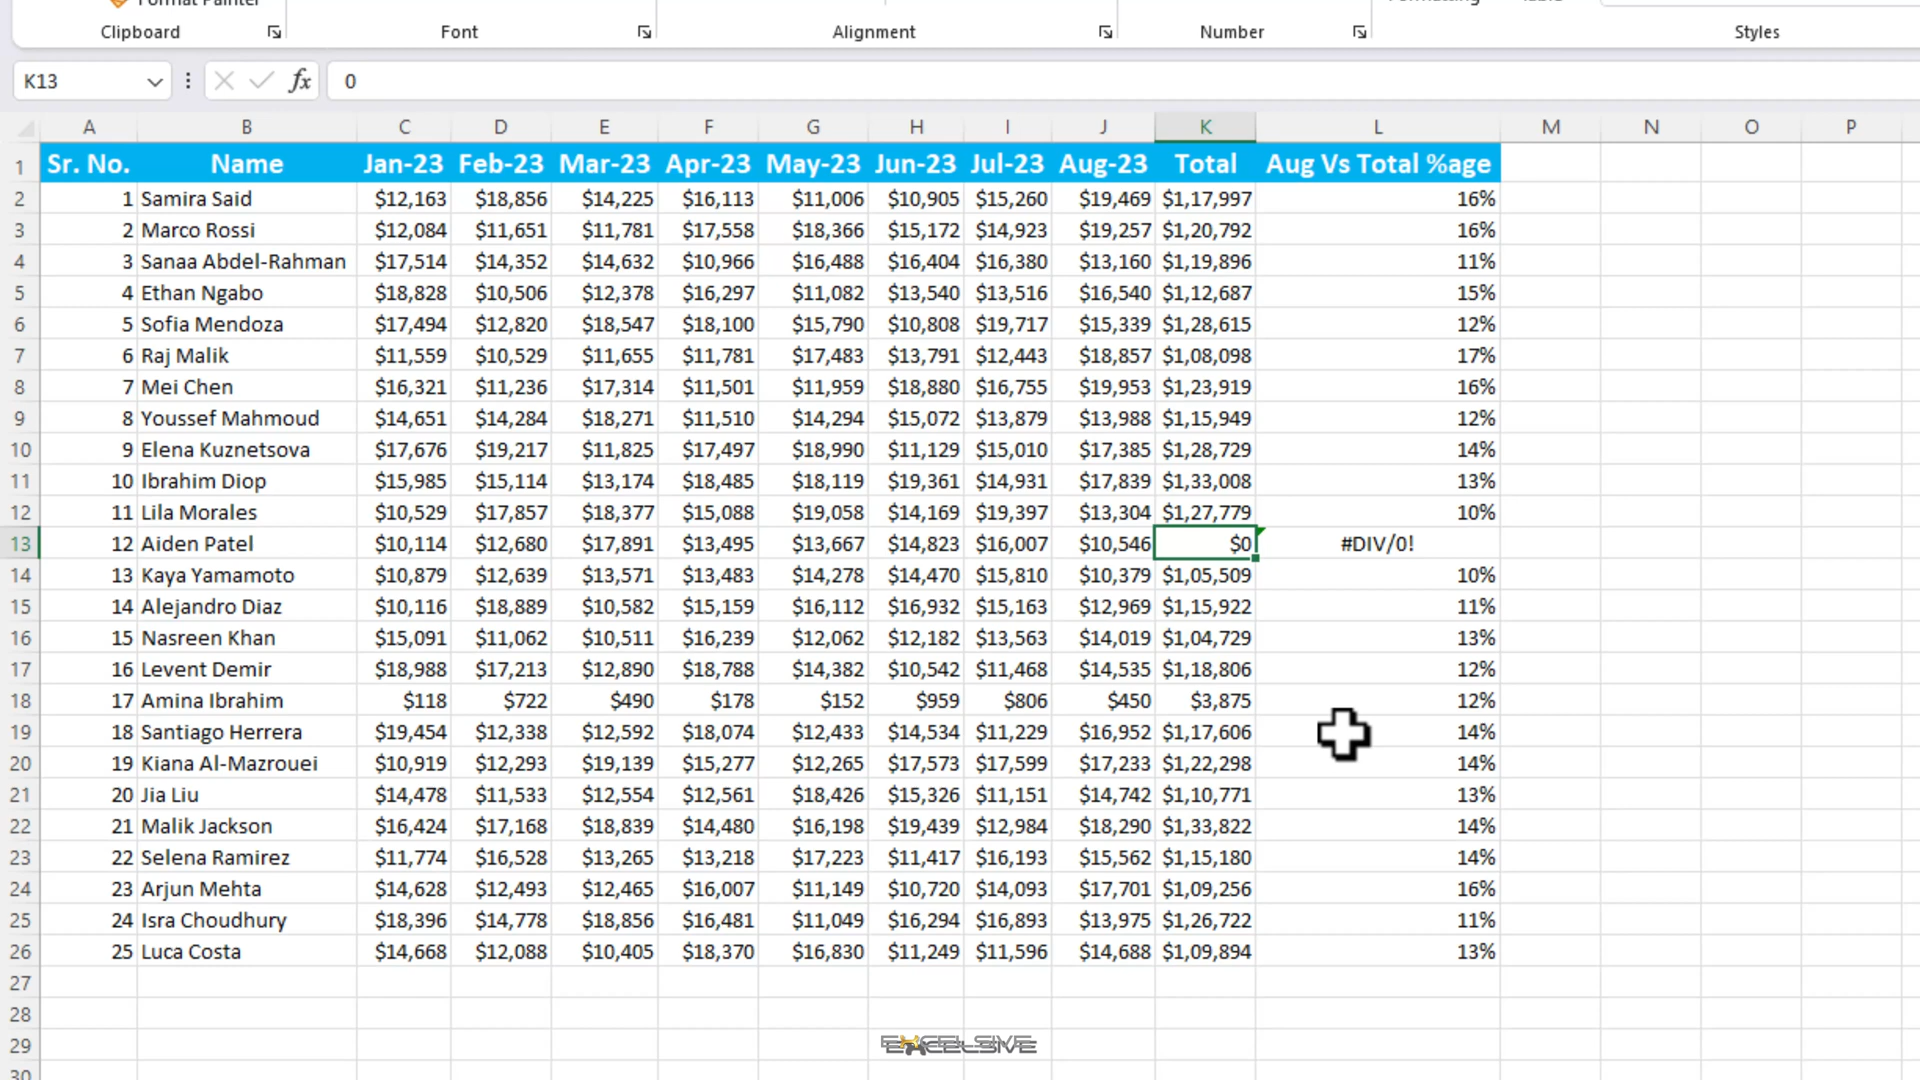 Clipboard Font Alignment Number Styles
K13 fx 0
A B C D E F G H I J K L M N O P
1 Sr. No. Name Jan-23 Feb-23 Mar-23 Apr-23 May-23 Jun-23 Jul-23 Aug-23 Total Aug Vs Total %age
2 1 Samira Said $12,163 $18,856 $14,225 $16,113 $11,006 $10,905 $15,260 $19,469 $1,17,997 16%
3 2 Marco Rossi $12,084 $11,651 $11,781 $17,558 $18,366 $15,172 $14,923 $19,257 $1,20,792 16%
4 3 Sanaa Abdel-Rahman $17,514 $14,352 $14,632 $10,966 $16,488 $16,404 $16,380 $13,160 $1,19,896 11%
5 4 Ethan Ngabo $18,828 $10,506 $12,378 $16,297 $11,082 $13,540 $13,516 $16,540 $1,12,687 15%
6 5 Sofia Mendoza $17,494 $12,820 $18,547 $18,100 $15,790 $10,808 $19,717 $15,339 $1,28,615 12%
7 6 Raj Malik $11,559 $10,529 $11,655 $11,781 $17,483 $13,791 $12,443 $18,857 $1,08,098 17%
8 7 Mei Chen $16,321 $11,236 $17,314 $11,501 $11,959 $18,880 $16,755 $19,953 $1,23,919 16%
9 8 Youssef Mahmoud $14,651 $14,284 $18,271 $11,510 $14,294 $15,072 $13,879 $13,988 $1,15,949 12%
10 9 Elena Kuznetsova $17,676 $19,217 $11,825 $17,497 $18,990 $11,129 $15,010 $17,385 $1,28,729 14%
11 10 Ibrahim Diop $15,985 $15,114 $13,174 $18,485 $18,119 $19,361 $14,931 $17,839 $1,33,008 13%
12 11 Lila Morales $10,529 $17,857 $18,377 $15,088 $19,058 $14,169 $19,397 $13,304 $1,27,779 10%
13 12 Aiden Patel $10,114 $12,680 $17,891 $13,495 $13,667 $14,823 $16,007 $10,546 $0 #DIV/0!
14 13 Kaya Yamamoto $10,879 $12,639 $13,571 $13,483 $14,278 $14,470 $15,810 $10,379 $1,05,509 10%
15 14 Alejandro Diaz $10,116 $18,889 $10,582 $15,159 $16,112 $16,932 $15,163 $12,969 $1,15,922 11%
16 15 Nasreen Khan $15,091 $11,062 $10,511 $16,239 $12,062 $12,182 $13,563 $14,019 $1,04,729 13%
17 16 Levent Demir $18,988 $17,213 $12,890 $18,788 $14,382 $10,542 $11,468 $14,535 $1,18,806 12%
18 17 Amina Ibrahim $118 $722 $490 $178 $152 $959 $806 $450 $3,875 12%
19 18 Santiago Herrera $19,454 $12,338 $12,592 $18,074 $12,433 $14,534 $11,229 $16,952 $1,17,606 14%
20 19 Kiana Al-Mazrouei $10,919 $12,293 $19,139 $15,277 $12,265 $17,573 $17,599 $17,233 $1,22,298 14%
21 20 Jia Liu $14,478 $11,533 $12,554 $12,561 $18,426 $15,326 $11,151 $14,742 $1,10,771 13%
22 21 Malik Jackson $16,424 $17,168 $18,839 $14,480 $16,198 $19,439 $12,984 $18,290 $1,33,822 14%
23 22 Selena Ramirez $11,774 $16,528 $13,265 $13,218 $17,223 $11,417 $16,193 $15,562 $1,15,180 14%
24 23 Arjun Mehta $14,628 $12,493 $12,465 $16,007 $11,149 $10,720 $14,093 $17,701 $1,09,256 16%
25 24 Isra Choudhury $18,396 $14,778 $18,856 $16,481 $11,049 $16,294 $16,893 $13,975 $1,26,722 11%
26 25 Luca Costa $14,668 $12,088 $10,405 $18,370 $16,830 $11,249 $11,596 $14,688 $1,09,894 13%
27
28
29 EXCELSIVE
30